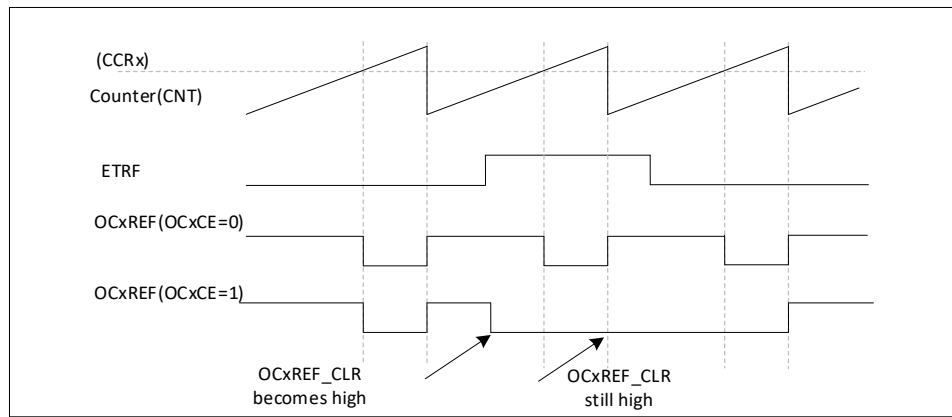 (CCRx)
Counter(CNT)
ETRF
OCxREF(OCxCE=0)
OCxREF(OCxCE=1)
OCxREF_CLR
becomes high
OCxREF_CLR
still high